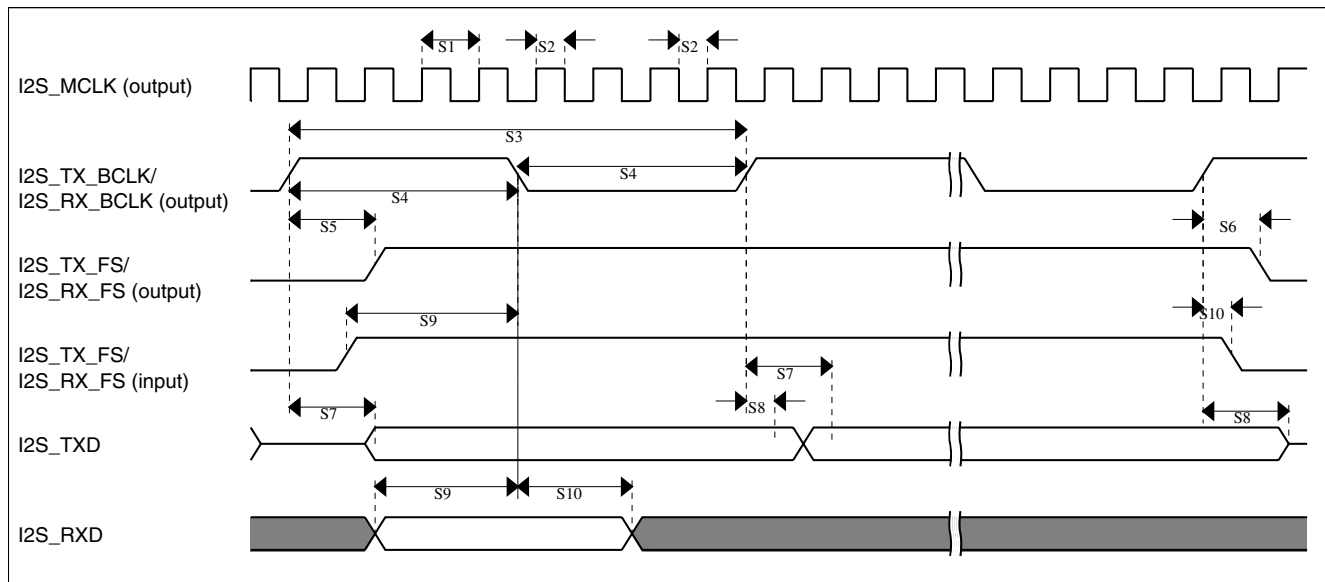 S1
S2
S2
I2S_MCLK (output)
S3
I2S_TX_BCLK/
I2S_RX_BCLK (output)
S4
S4
S5
S6
I2S_TX_FS/
I2S_RX_FS (output)
S9
S10
I2S_TX_FS/
I2S_RX_FS (input)
S7
S7
S8
S8
I2S_TXD
S9
S10
I2S_RXD